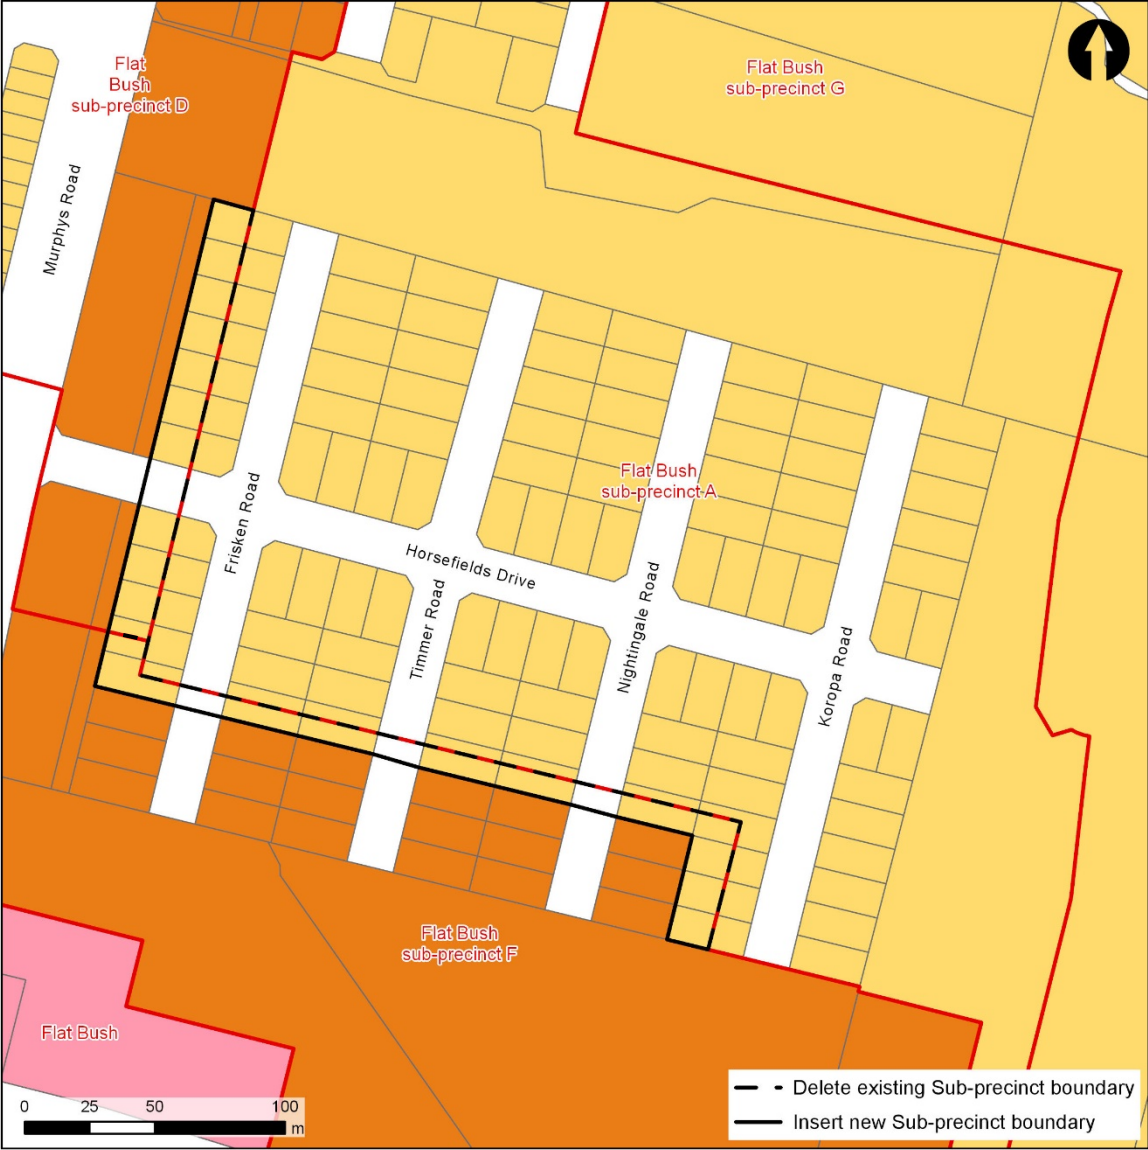 Flat
Bush
sub-precinct D
Flat Bush
sub-precinct G
Murphys Road
Flat Bush
sub-precinct A
Frisken Road
Horsefields Drive
Timmer Road
Nightingale Road
Koropa Road
Flat Bush
sub-precinct F
Flat Bush
0 25 50 100
m
Delete existing Sub-precinct boundary
Insert new Sub-precinct boundary